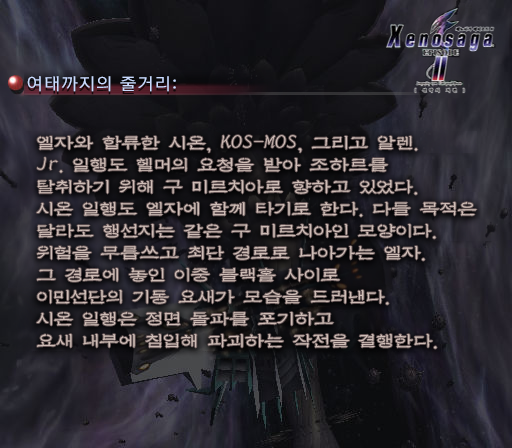 Xenosaga
EPISODE
II
여태까지의 줄거리:
엘자와 합류한 시온, KOS-MOS, 그리고 알렌.
Jr. 일행도 헬머의 요청을 받아 조하르를
탈취하기 위해 구 미르치아로 향하고 있었다.
시온 일행도 엘자에 함께 타기로 한다. 다들 목적은
달라도 행선지는 같은 구 미르치아인 모양이다.
위험을 무릅쓰고 최단 경로로 나아가는 엘자.
그 경로에 놓인 이중 블랙홀 사이로
이민선단의 기동 요새가 모습을 드러낸다.
시온 일행은 정면 돌파를 포기하고
요새 내부에 침입해 파괴하는 작전을 결행한다.